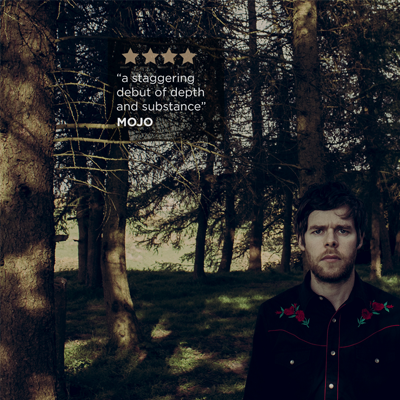 “a staggering
debut of depth
and substance”
MOJO